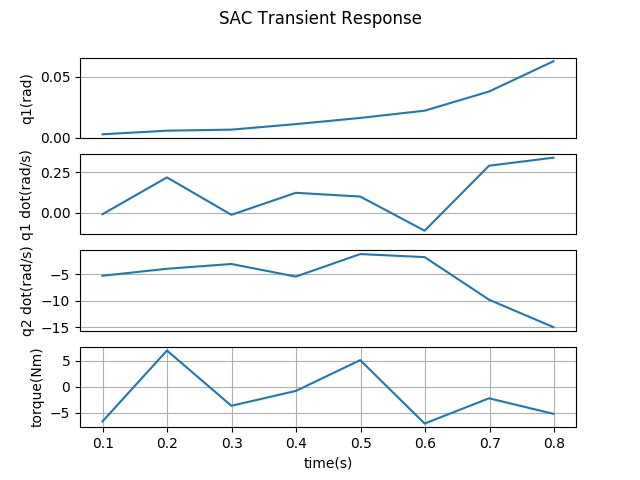 SAC Transient Response
q1(rad)
0.05
0.00
q1 dot(rad/s)
0.25
0.00
q2 dot(rad/s)
−5
−10
−15
torque(Nm)
5
0
−5
0.1 0.2 0.3 0.4 0.5 0.6 0.7 0.8
time(s)